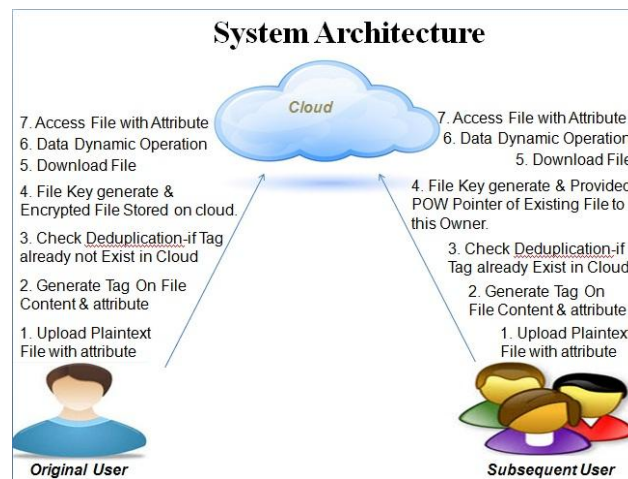 System Architecture
Cloud
7. Access File with Attribute
6. Data Dynamic Operation
5. Download File
4. File Key generate &
Encrypted File Stored on cloud.
3. Check Deduplication-if Tag
already not Exist in Cloud
2. Generate Tag On File
Content & attribute
1. Upload Plaintext
File with attribute
Original User
7. Access File with Attribute
6. Data Dynamic Operation
5. Download File
4. File Key generate & Provided
POW Pointer of Existing File to
this Owner.
3. Check Deduplication-if
Tag already Exist in Cloud
2. Generate Tag On
File Content & attribute
1. Upload Plaintext
File with attribute
Subsequent User